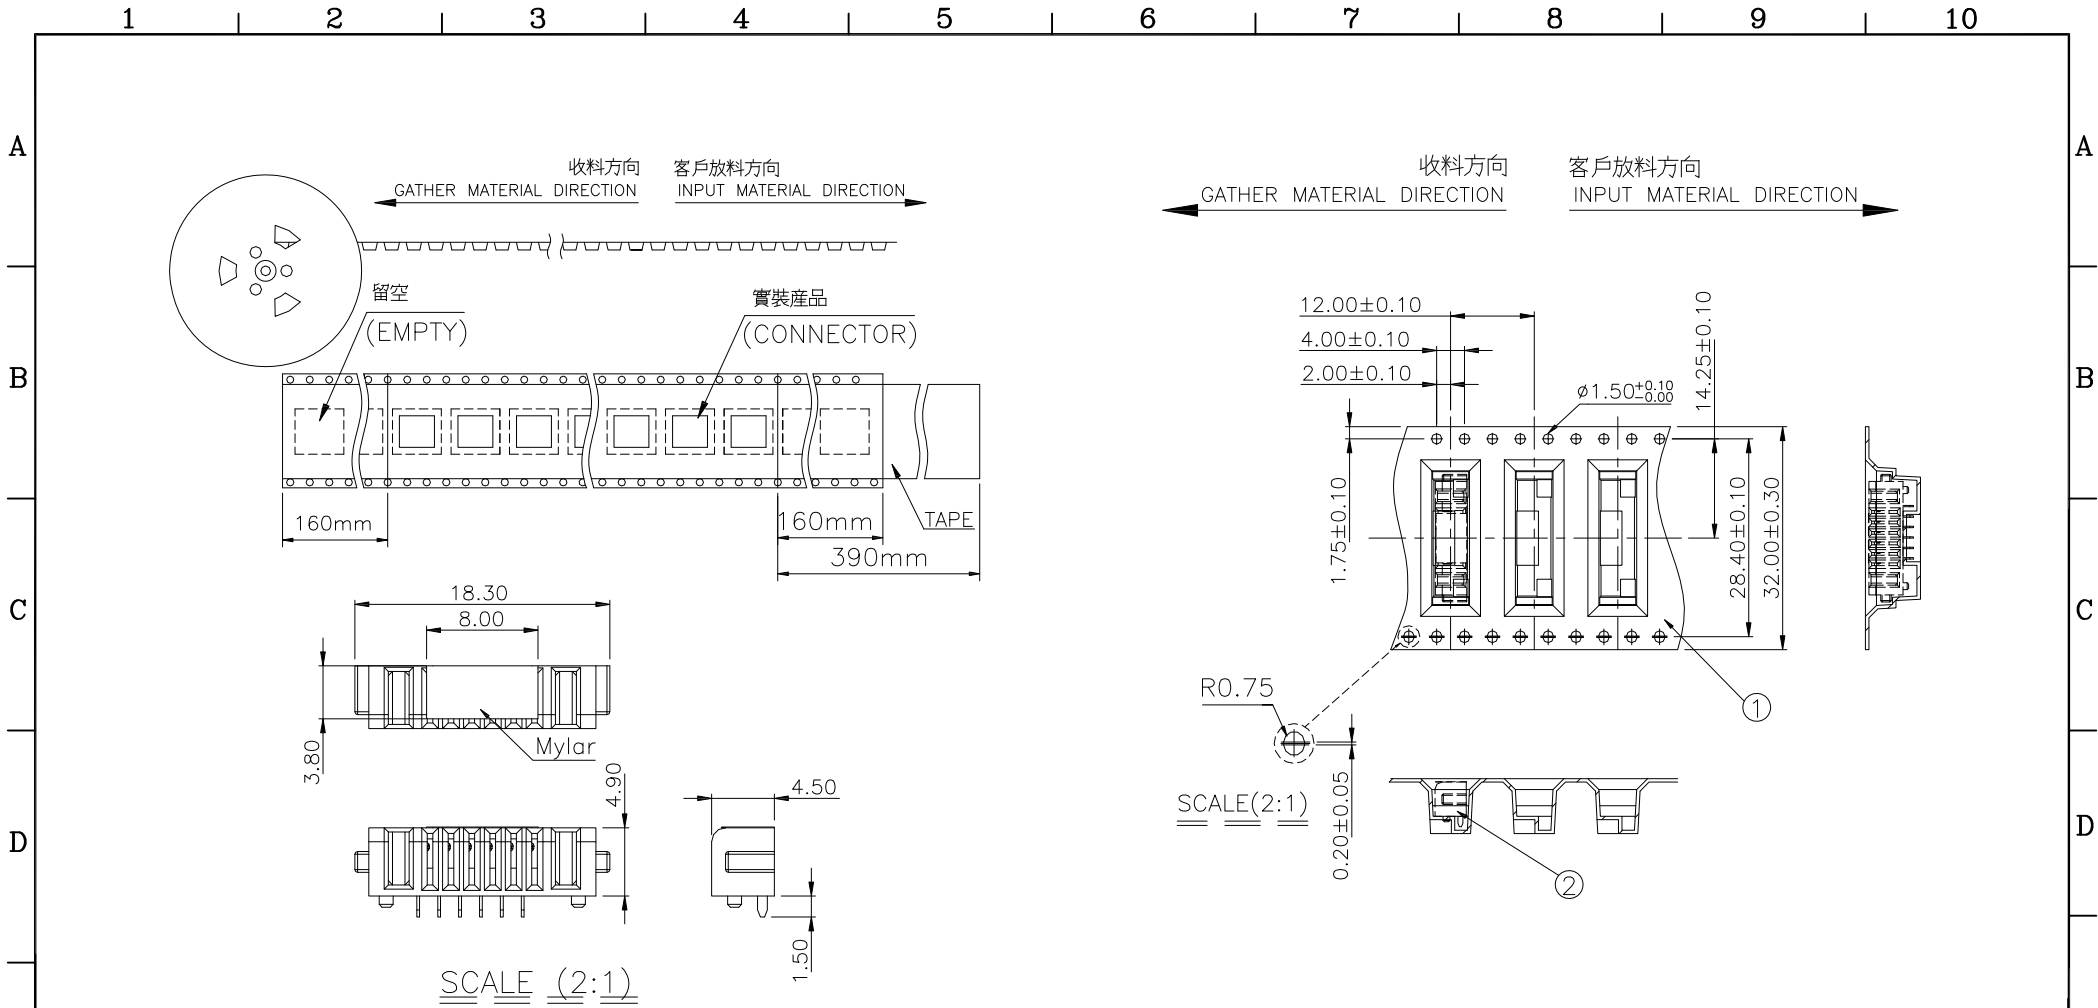 1 2 3 4 5 6 7 8 9 10
A
A
收料方向 客戶放料方向
GATHER MATERIAL DIRECTION INPUT MATERIAL DIRECTION
收料方向 客戶放料方向
GATHER MATERIAL DIRECTION INPUT MATERIAL DIRECTION
留空
(EMPTY)
實裝産品
(CONNECTOR)
B
B
160mm
160mm
390mm
TAPE
12.00±0.10
4.00±0.10
2.00±0.10
ø1.50+0.10-0.00
14.25±0.10
1.75±0.10
28.40±0.10
32.00±0.30
C
C
18.30
8.00
3.80
Mylar
R0.75
1
4.90
4.50
SCALE(2:1)
0.20±0.05
2
D
D
1.50
SCALE (2:1)